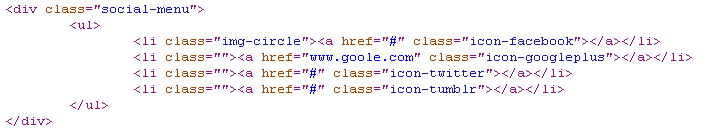 <div class="social-menu">
<ul>
<li class="img-circle"><a href="#" class="icon-facebook"></a></li>
<li class=""><a href="www.goole.com" class="icon-googleplus"></a></li>
<li class=""><a href="#" class="icon-twitter"></a></li>
<li class=""><a href="#" class="icon-tumblr"></a></li>
</ul>
</div>